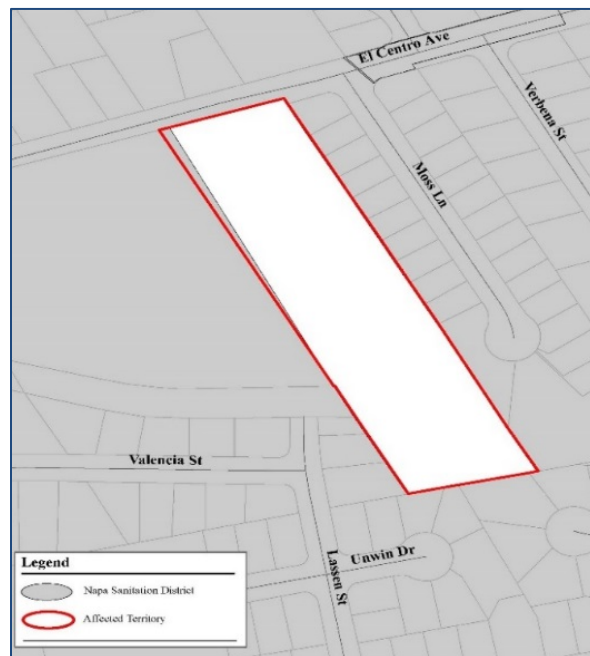 El Centro Ave
Verbena St
Moss Ln
Valencia St
Lassen St
Unwin Dr
Legend
Napa Sanitation District
Affected Territory